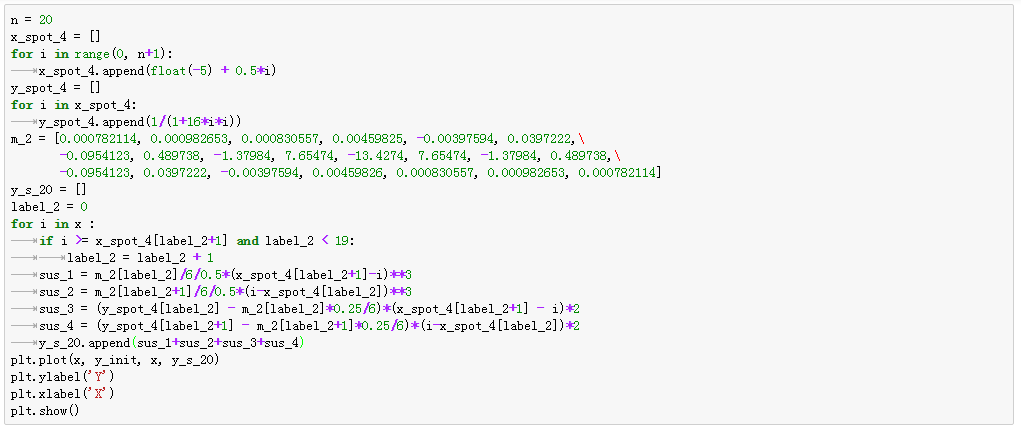 n = 20
x_spot_4 = []
for i in range(0, n+1):
    x_spot_4.append(float(-5) + 0.5*i)
y_spot_4 = []
for i in x_spot_4:
    y_spot_4.append(1/(1+16*i*i))
m_2 = [0.000782114, 0.000982653, 0.000830557, 0.00459825, -0.00397594, 0.0397222,\
       -0.0954123, 0.489738, -1.37984, 7.65474, -13.4274, 7.65474, -1.37984, 0.489738,\
       -0.0954123, 0.0397222, -0.00397594, 0.00459826, 0.000830557, 0.000982653, 0.000782114]
y_s_20 = []
label_2 = 0
for i in x :
    if i >= x_spot_4[label_2+1] and label_2 < 19:
        label_2 = label_2 + 1
    sus_1 = m_2[label_2]/6/0.5*(x_spot_4[label_2+1]-i)**3
    sus_2 = m_2[label_2+1]/6/0.5*(i-x_spot_4[label_2])**3
    sus_3 = (y_spot_4[label_2] - m_2[label_2]*0.25/6)*(x_spot_4[label_2+1] - i)*2
    sus_4 = (y_spot_4[label_2+1] - m_2[label_2+1]*0.25/6)*(i-x_spot_4[label_2])*2
    y_s_20.append(sus_1+sus_2+sus_3+sus_4)
plt.plot(x, y_init, x, y_s_20)
plt.ylabel('Y')
plt.xlabel('X')
plt.show()